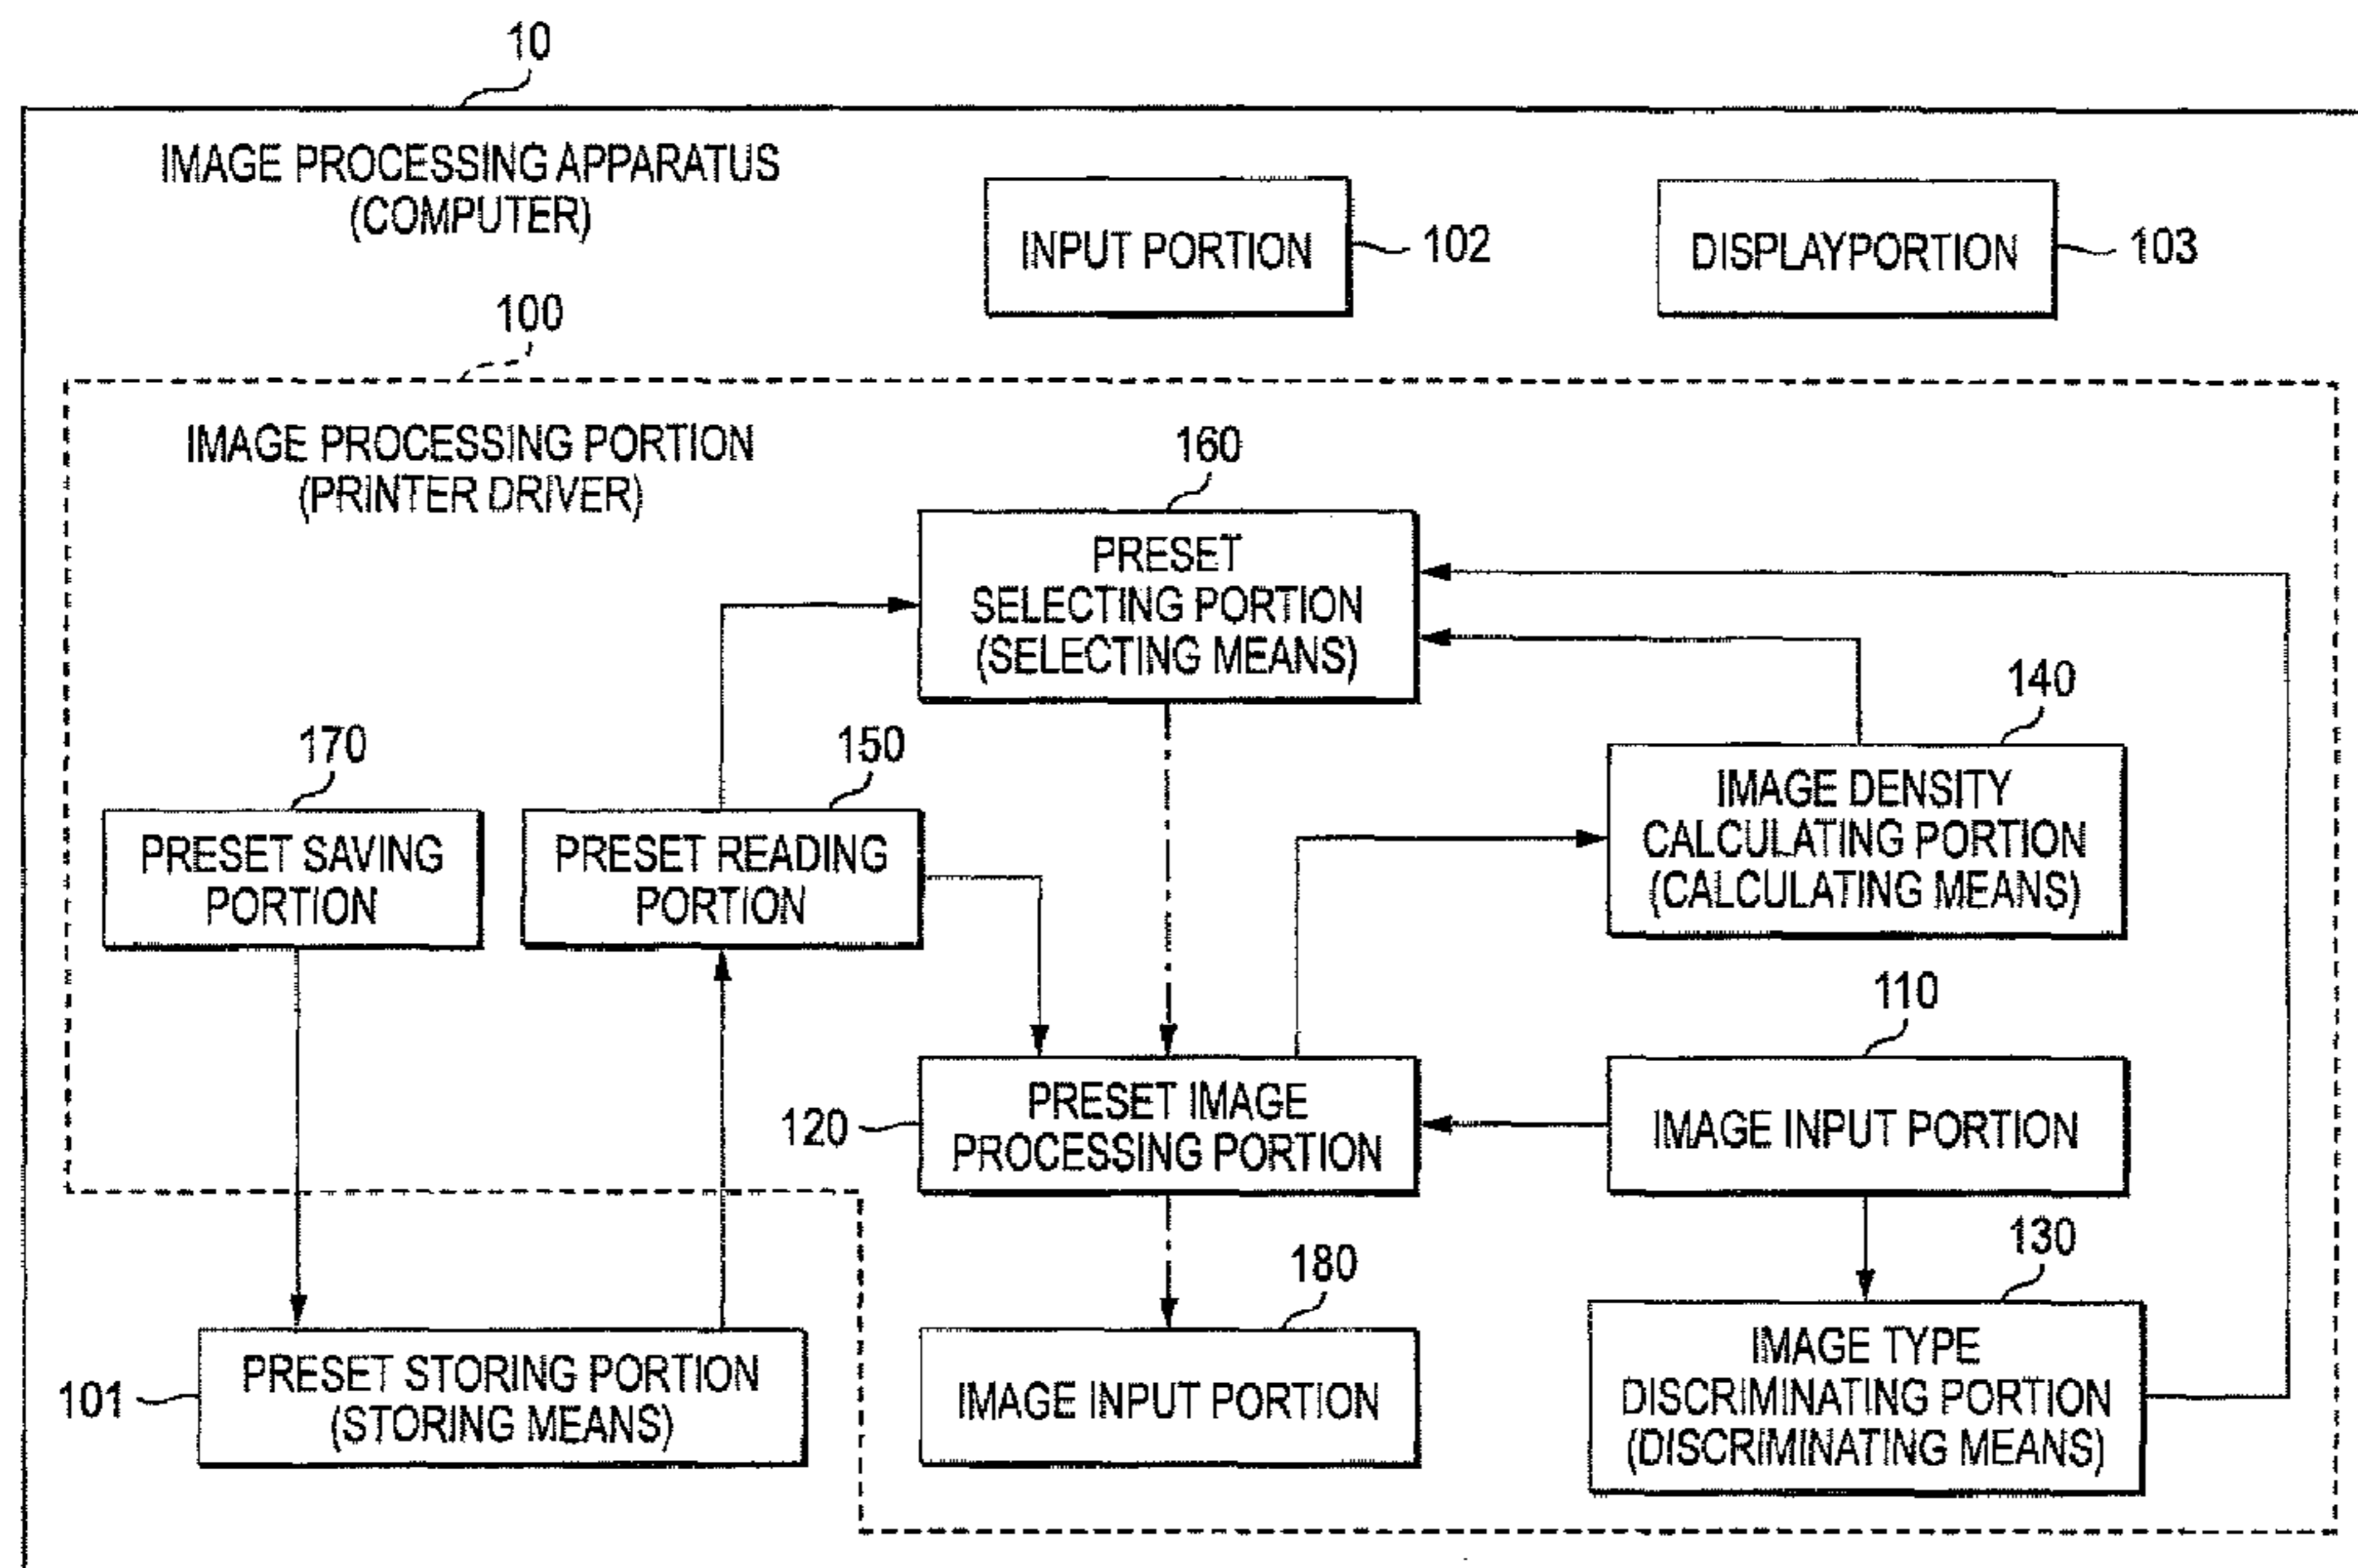 10
IMAGE PROCESSING APPARATUS
(COMPUTER)
INPUT PORTION
102
DISPLAYPORTION
103
100
IMAGE PROCESSING PORTION
(PRINTER DRIVER)
160
PRESET
SELECTING PORTION
(SELECTING MEANS)
140
IMAGE DENSITY
CALCULATING PORTION
(CALCULATING MEANS)
170
PRESET SAVING
PORTION
150
PRESET READING
PORTION
110
IMAGE INPUT PORTION
120
PRESET IMAGE
PROCESSING PORTION
130
IMAGE TYPE
DISCRIMINATING PORTION
(DISCRIMINATING MEANS)
180
IMAGE INPUT PORTION
101
PRESET STORING PORTION
(STORING MEANS)